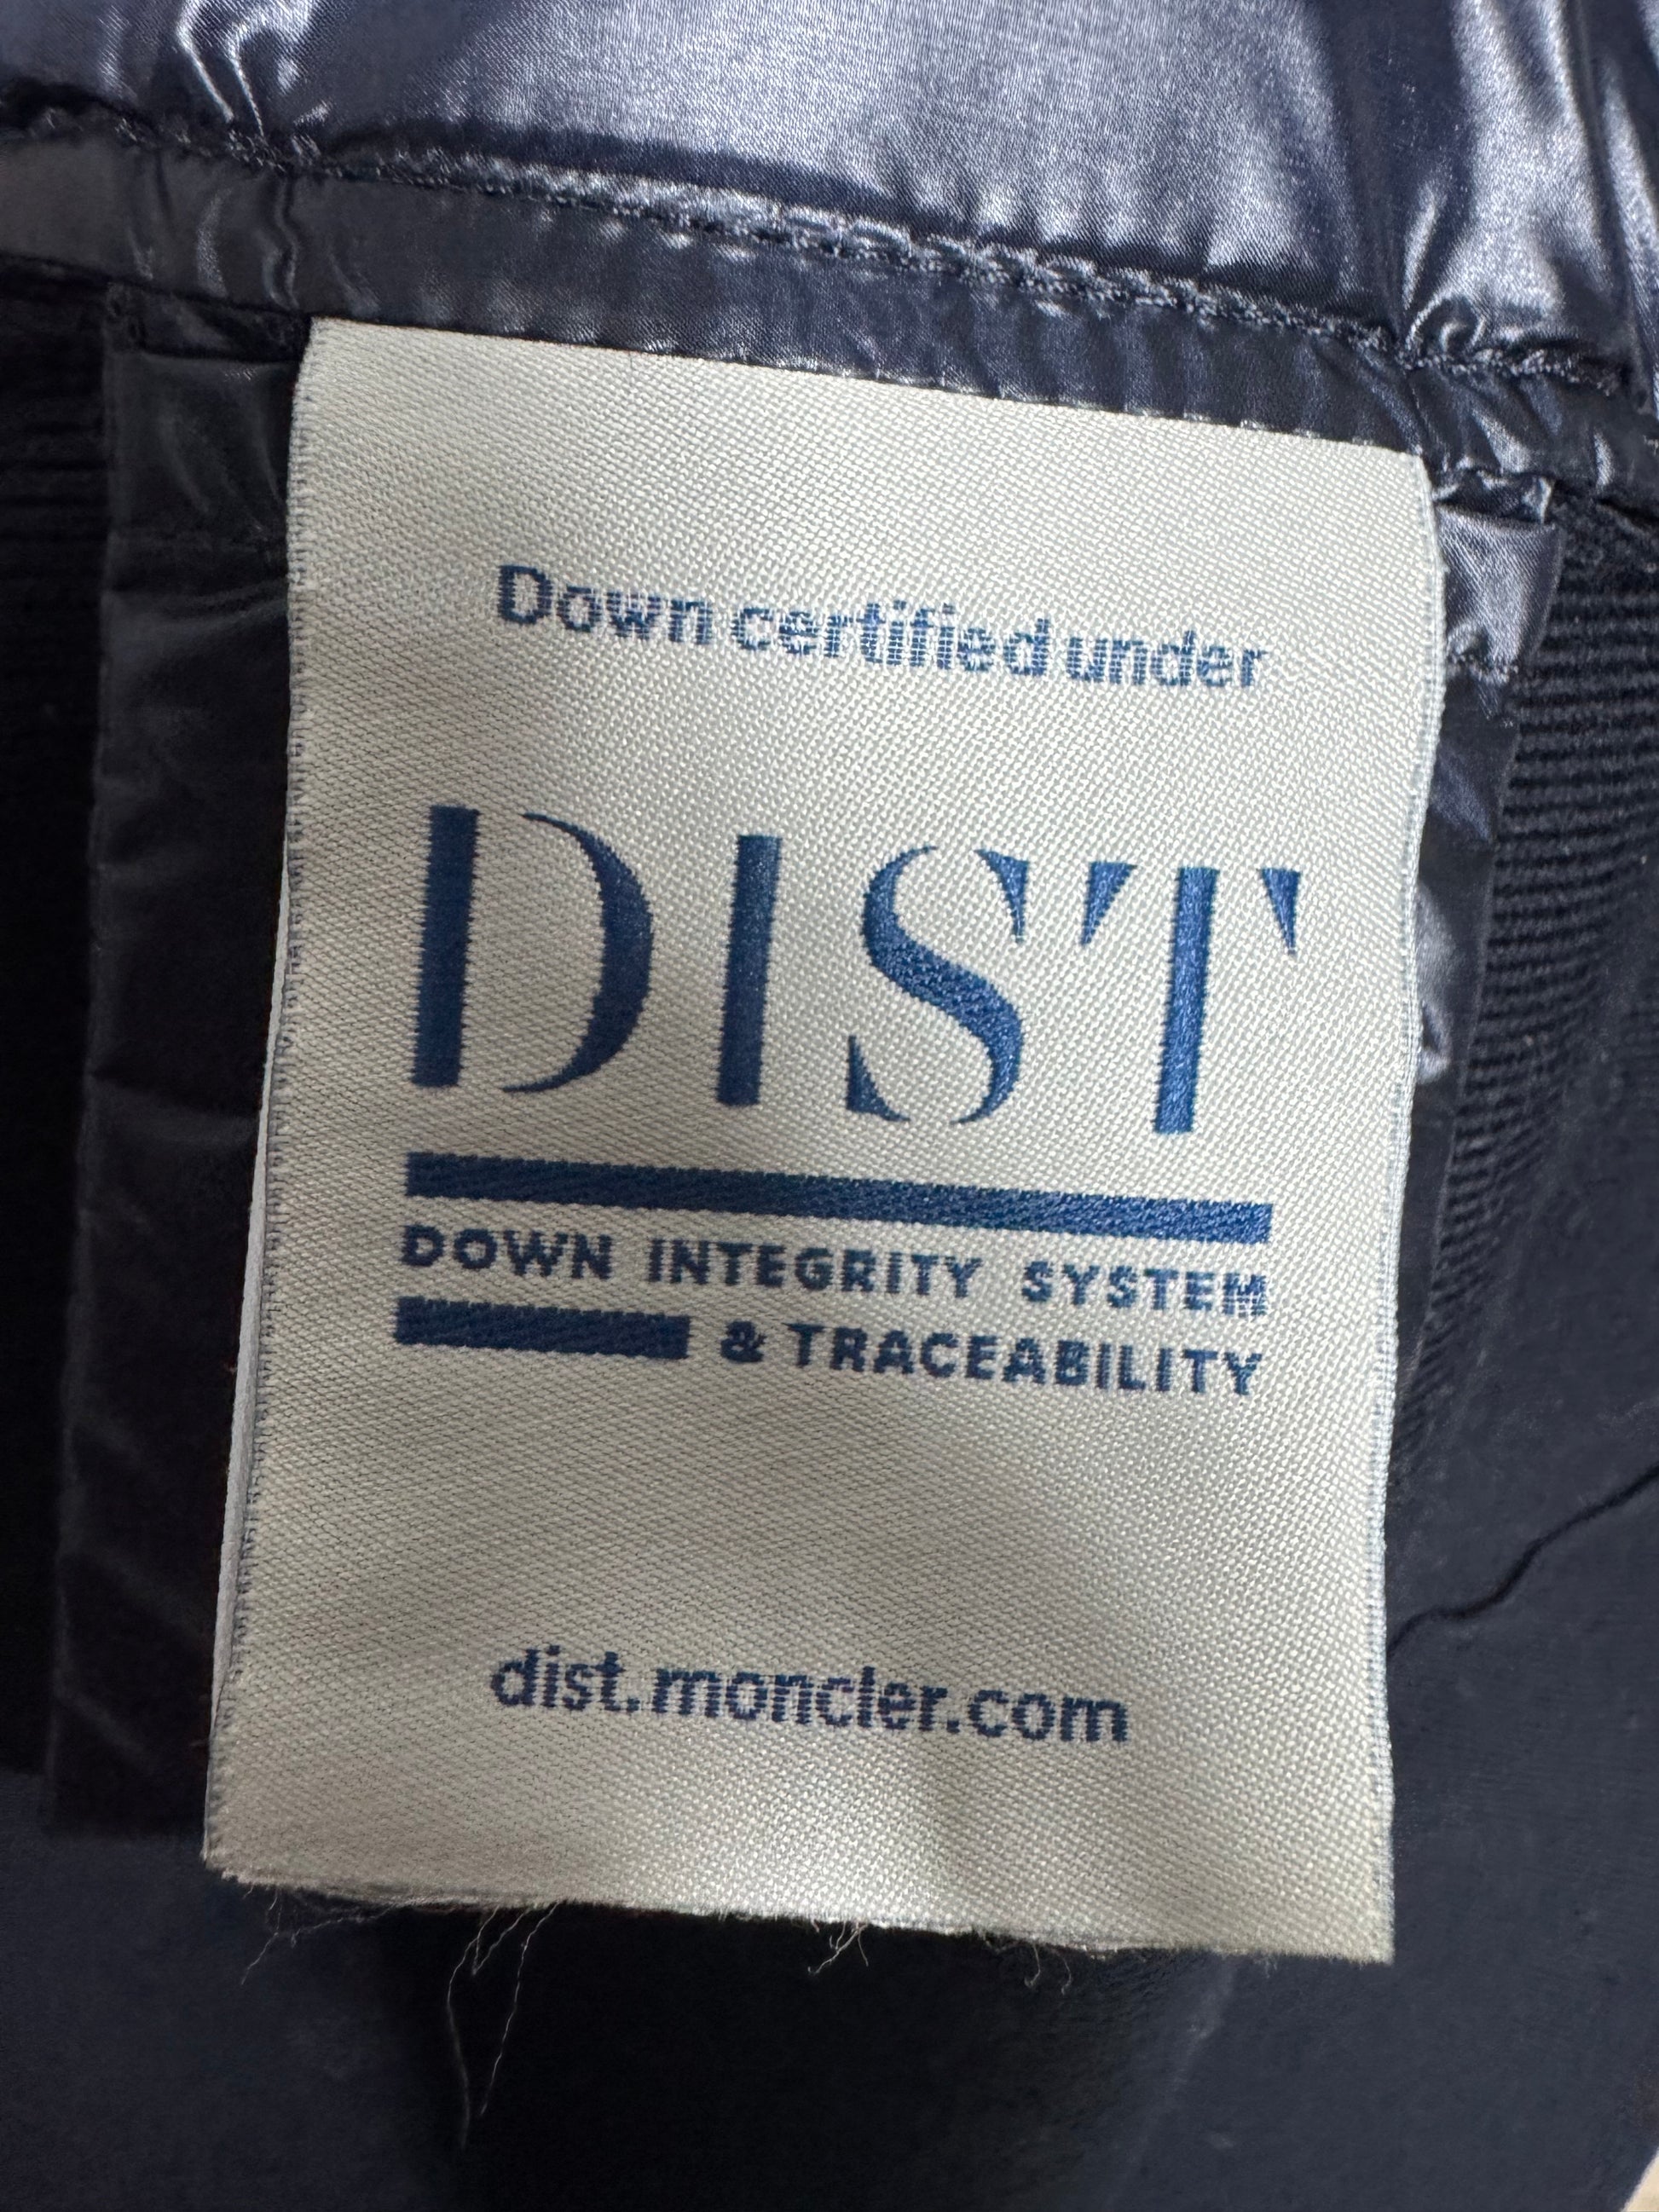 Down certified under
DIST
DOWN INTEGRITY SYSTEM
& TRACEABILITY
dist.moncler.com